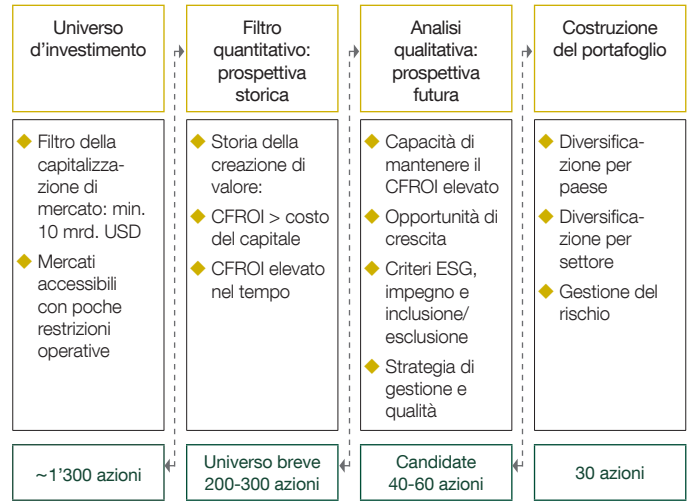 Universo
d'investimento
Filtro
quantitativo:
prospettiva
storica
Analisi
qualitativa:
prospettiva
futura
Costruzione
del portafoglio
Filtro della
capitalizza-
zione di
mercato: min.
10 mrd. USD
Mercati
accessibili
con poche
restrizioni
operative
Storia della
creazione di
valore:
CFROI > costo
del capitale
CFROI elevato
nel tempo
Capacità di
mantenere il
CFROI elevato
Opportunità di
crescita
Criteri ESG,
impegno e
inclusione/
esclusione
Strategia di
gestione e
qualità
Diversifica-
zione per
paese
Diversifica-
zione per
settore
Gestione del
rischio
~1'300 azioni
Universo breve
200-300 azioni
Candidate
40-60 azioni
30 azioni